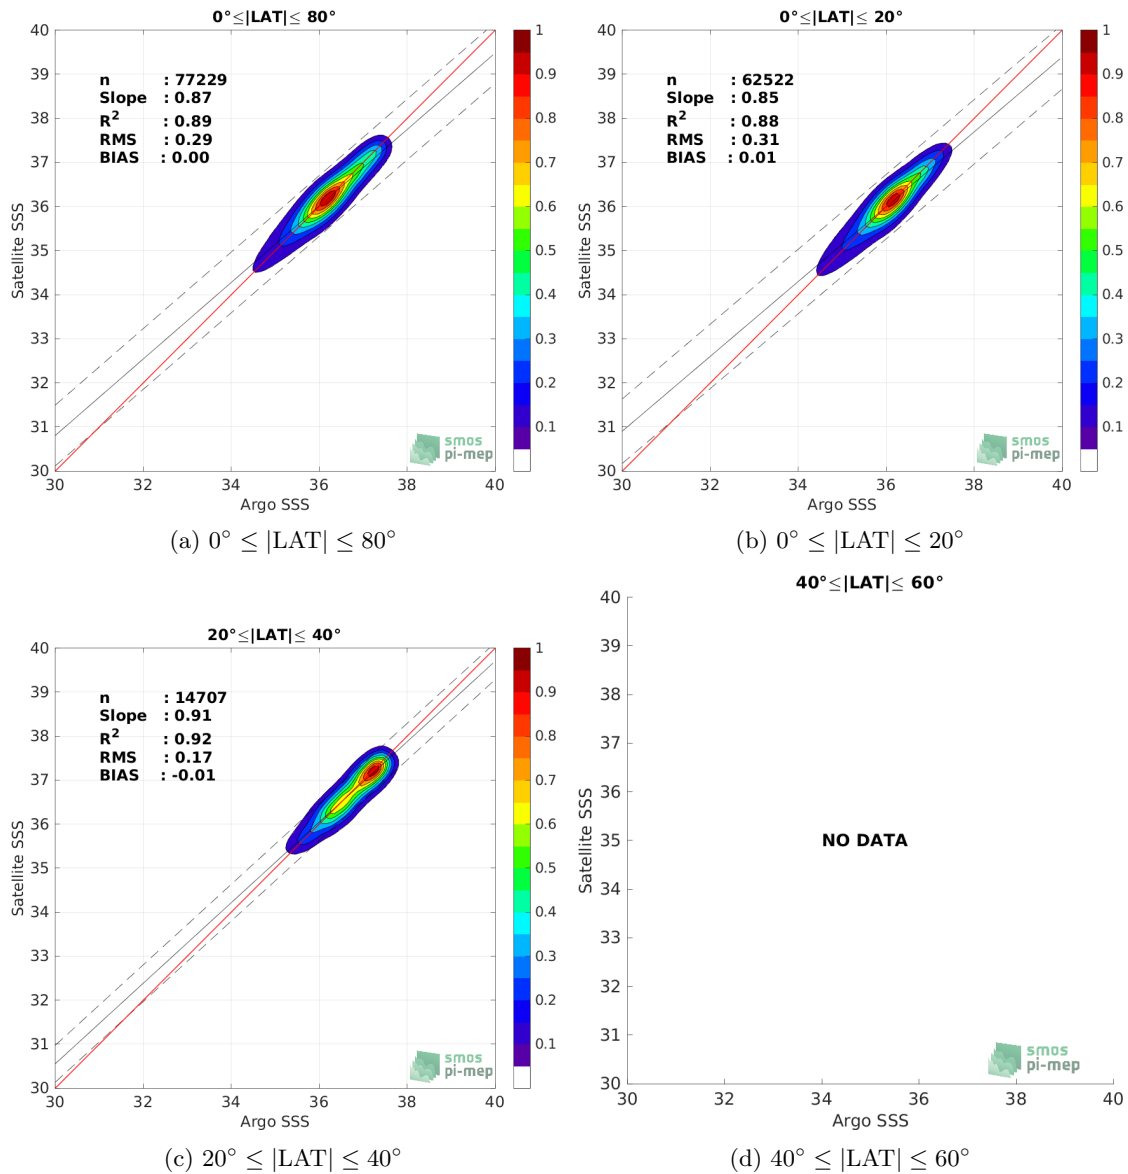 0°≤|LAT|≤ 80°
n : 77229
Slope : 0.87
R² : 0.89
RMS : 0.29
BIAS : 0.00
40
39
38
37
36
35
34
33
32
31
30
30 32 34 36 38 40
Satellite SSS
Argo SSS
1
0.9
0.8
0.7
0.6
0.5
0.4
0.3
0.2
0.1
smos
pi-mep
(a) 0° ≤ |LAT| ≤ 80°
0°≤|LAT|≤ 20°
n : 62522
Slope : 0.85
R² : 0.88
RMS : 0.31
BIAS : 0.01
40
39
38
37
36
35
34
33
32
31
30
30 32 34 36 38 40
Satellite SSS
Argo SSS
1
0.9
0.8
0.7
0.6
0.5
0.4
0.3
0.2
0.1
smos
pi-mep
(b) 0° ≤ |LAT| ≤ 20°
20°≤|LAT|≤ 40°
n : 14707
Slope : 0.91
R² : 0.92
RMS : 0.17
BIAS : -0.01
40
39
38
37
36
35
34
33
32
31
30
30 32 34 36 38 40
Satellite SSS
Argo SSS
1
0.9
0.8
0.7
0.6
0.5
0.4
0.3
0.2
0.1
smos
pi-mep
(c) 20° ≤ |LAT| ≤ 40°
40°≤|LAT|≤ 60°
NO DATA
40
39
38
37
36
35
34
33
32
31
30
30 32 34 36 38 40
Satellite SSS
Argo SSS
smos
pi-mep
(d) 40° ≤ |LAT| ≤ 60°